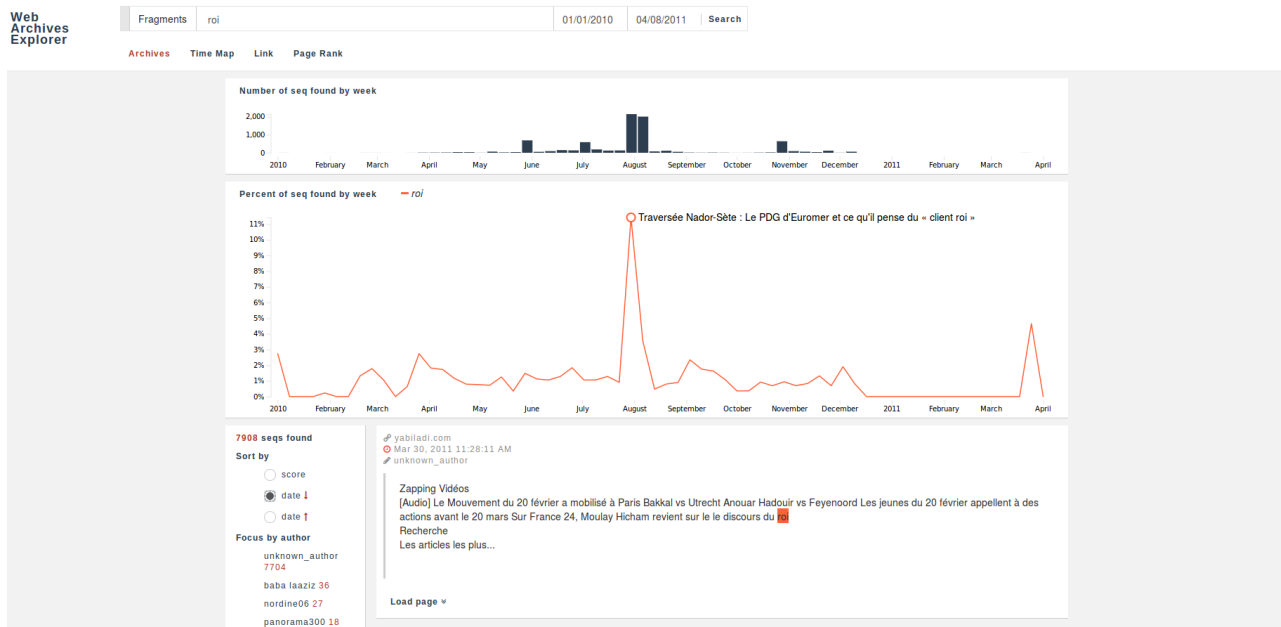 Web
Archives
Explorer
Fragments roi 01/01/2010 04/08/2011 Search
Archives Time Map Link Page Rank
Number of seq found by week
2,000
1,000
0
2010 February March April May June July August September October November December 2011 February March April
Percent of seq found by week roi
Traversée Nador-Sète : Le PDG d'Euromer et ce qu'il pense du « client roi »
11%
10%
9%
8%
7%
6%
5%
4%
3%
2%
1%
0%
2010 February March April May June July August September October November December 2011 February March April
7908 seqs found
Sort by
score
date ↓
date ↑
Focus by author
unknown_author
7704
baba laaziz 36
nordine06 27
panorama300 18
yabiladi.com
Mar 30, 2011 11:28:11 AM
unknown_author
Zapping Vidéos
[Audio] Le Mouvement du 20 février a mobilisé à Paris Bakkal vs Utrecht Anouar Hadouir vs Feyenoord Les jeunes du 20 février appellent à des
actions avant le 20 mars Sur France 24, Moulay Hicham revient sur le le discours du roi
Recherche
Les articles les plus...
Load page